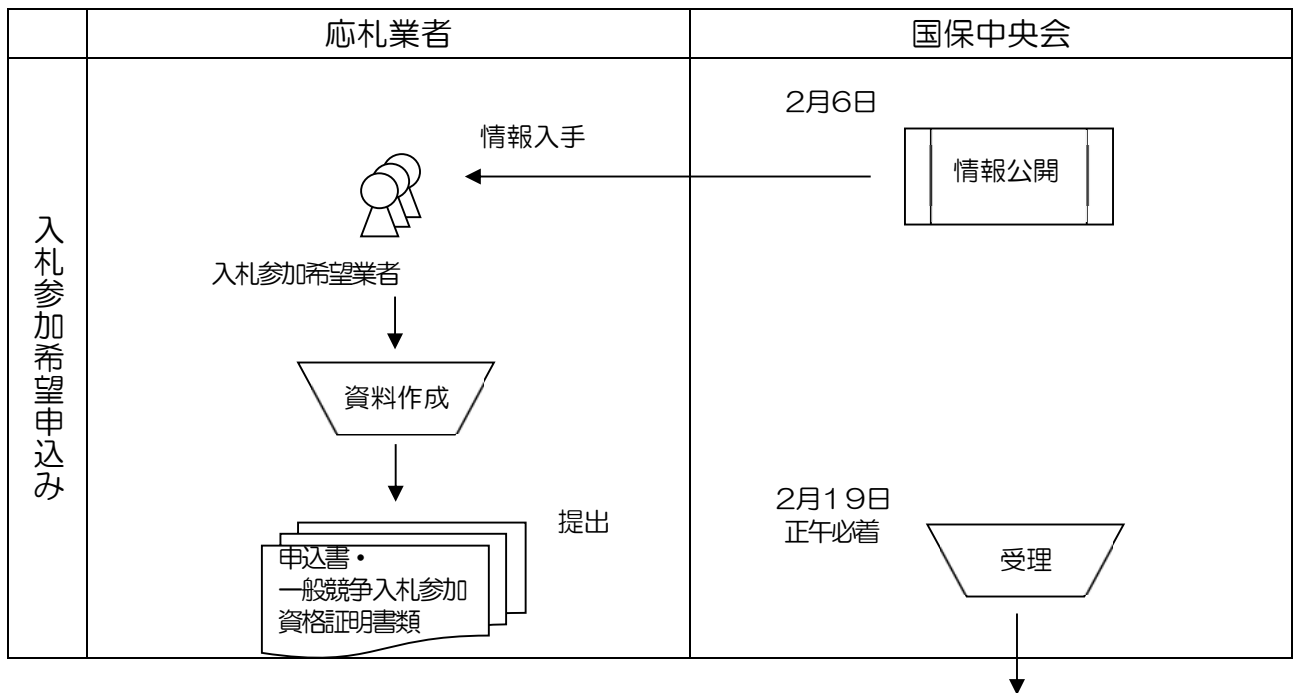 応札業者
国保中央会
入札参加希望申込み
2月6日
情報公開
情報入手
入札参加希望業者
資料作成
申込書・
一般競争入札参加
資格証明書類
提出
2月19日
正午必着
受理